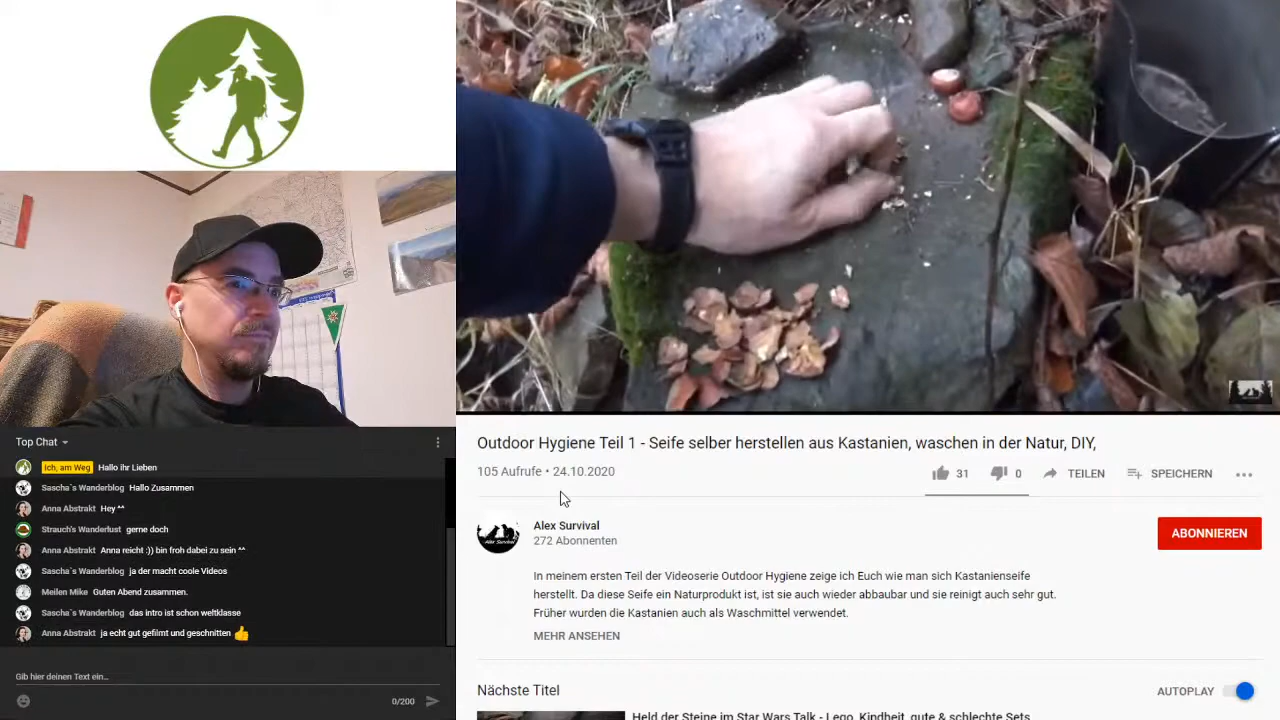 Top Chat
Ich, am Weg Hallo ihr Lieben
Sascha`s Wanderblog Hallo Zusammen
Anna Abstrakt Hey ^^
Strauch's Wanderlust gerne doch
Anna Abstrakt Anna reicht :)) bin froh dabei zu sein ^^
Sascha`s Wanderblog ja der macht coole Videos
Meilen Mike Guten Abend zusammen.
Sascha`s Wanderblog das intro ist schon weltklasse
Anna Abstrakt ja echt gut gefilmt und geschnitten 👍
Gib hier deinen Text ein...
0/200
Outdoor Hygiene Teil 1 - Seife selber herstellen aus Kastanien, waschen in der Natur, DIY,
105 Aufrufe • 24.10.2020
31
0
TEILEN
SPEICHERN
Alex Survival
272 Abonnenten
ABONNIEREN
In meinem ersten Teil der Videoserie Outdoor Hygiene zeige ich Euch wie man sich Kastanienseife
herstellt. Da diese Seife ein Naturprodukt ist, ist sie auch wieder abbaubar und sie reinigt auch sehr gut.
Früher wurden die Kastanien auch als Waschmittel verwendet.
MEHR ANSEHEN
Nächste Titel
AUTOPLAY
Held der Steine im Star Wars Talk - Lego, Kindheit, gute & schlechte Sets